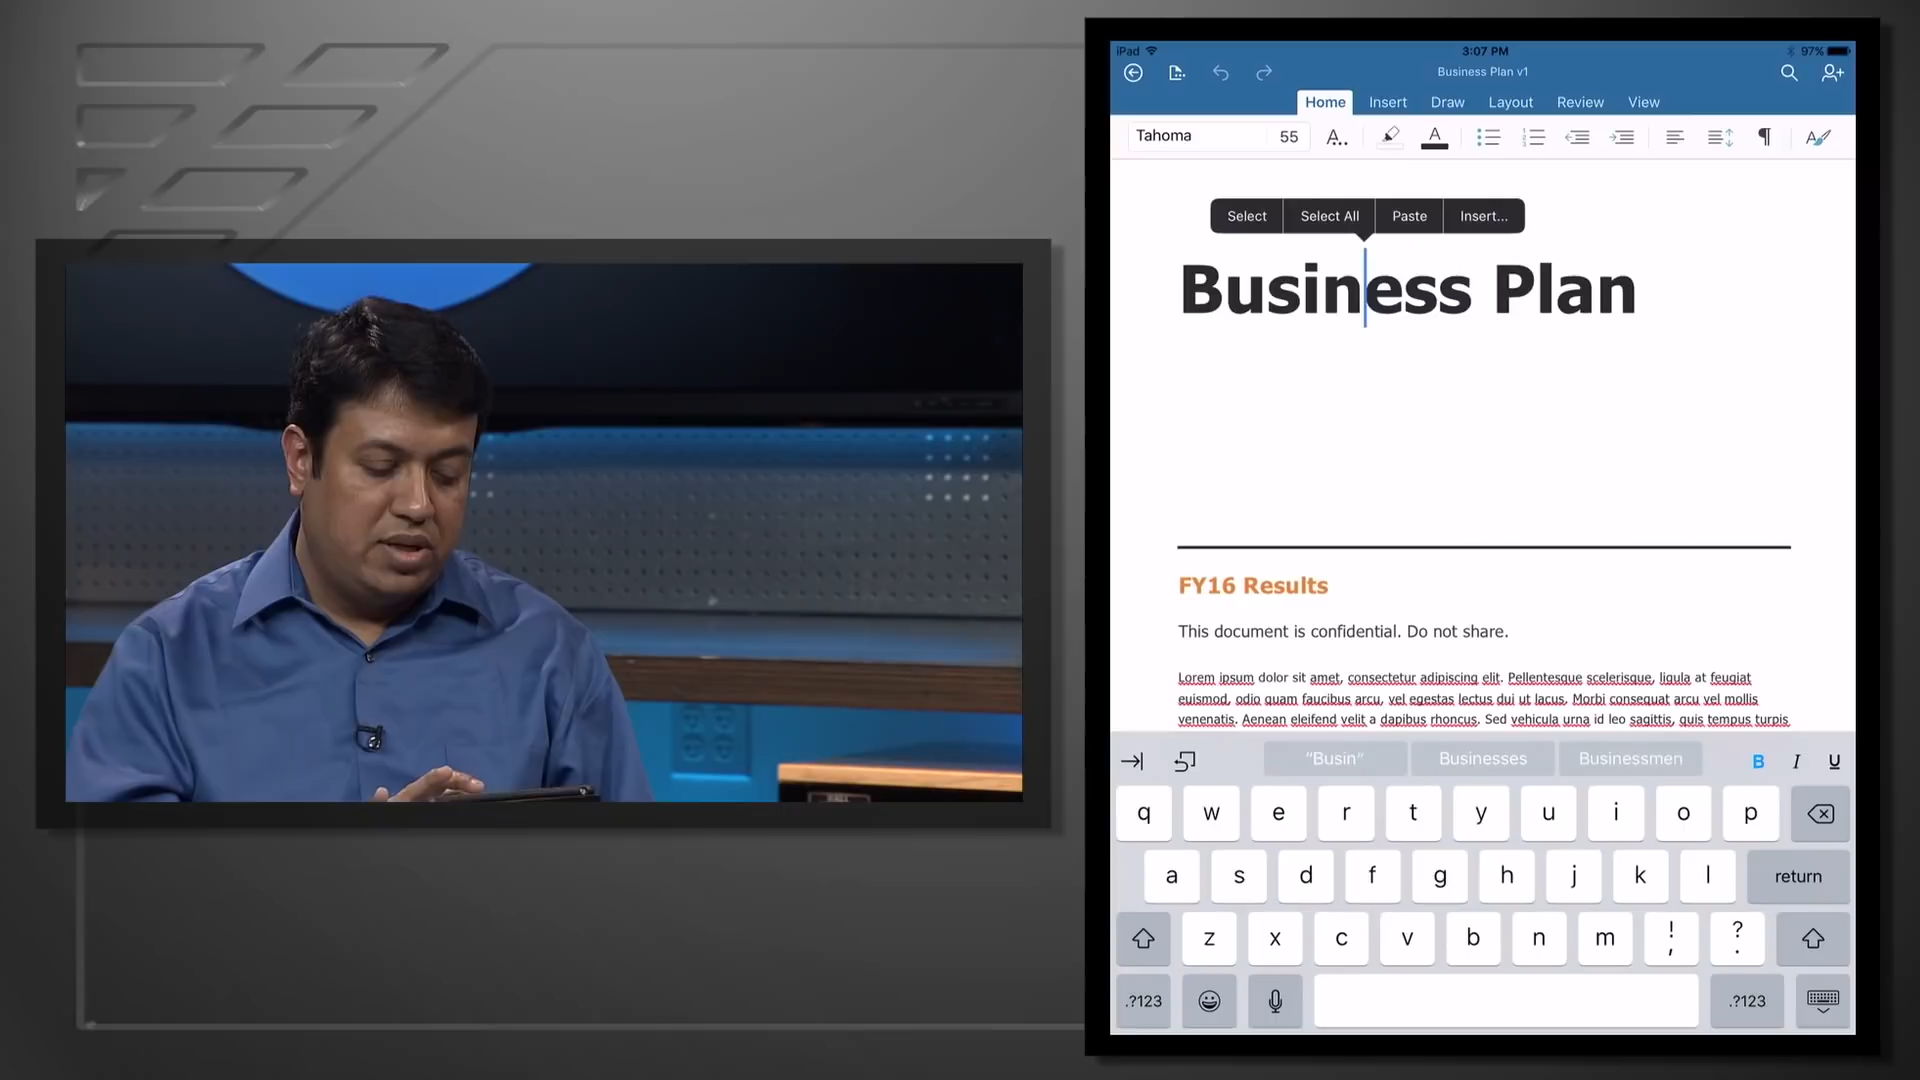 iPad 3:07 PM 97%
Business Plan v1
Home Insert Draw Layout Review View
Tahoma 55 A... A
Select Select All Paste Insert...
Business Plan
FY16 Results
This document is confidential. Do not share.
Lorem ipsum dolor sit amet, consectetur adipiscing elit. Pellentesque scelerisque, ligula at feugiat
euismod, odio quam faucibus arcu, vel egestas lectus dui ut lacus. Morbi consequat arcu vel mollis
venenatis. Aenean eleifend velit a dapibus rhoncus. Sed vehicula urna id leo sagittis, quis tempus turpis
"Busin" Businesses Businessmen B I U
q w e r t y u i o p
a s d f g h j k l return
z x c v b n m ! , ? .
.?123 .?123